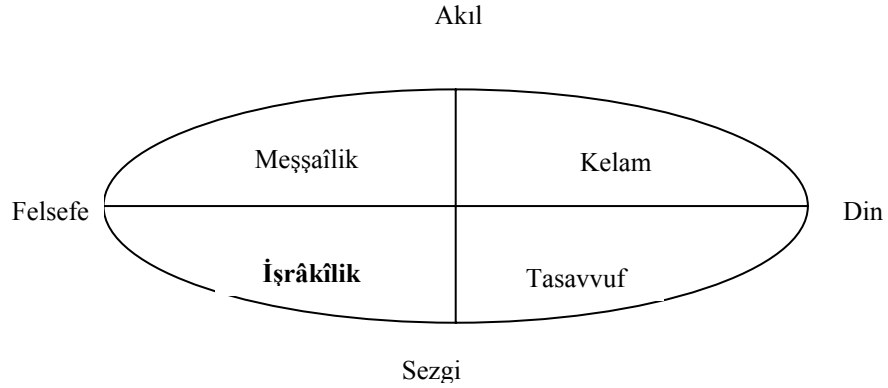 Akıl
Meşşaîlik Kelam
Felsefe Din
İşrâkîlik Tasavvuf
Sezgi